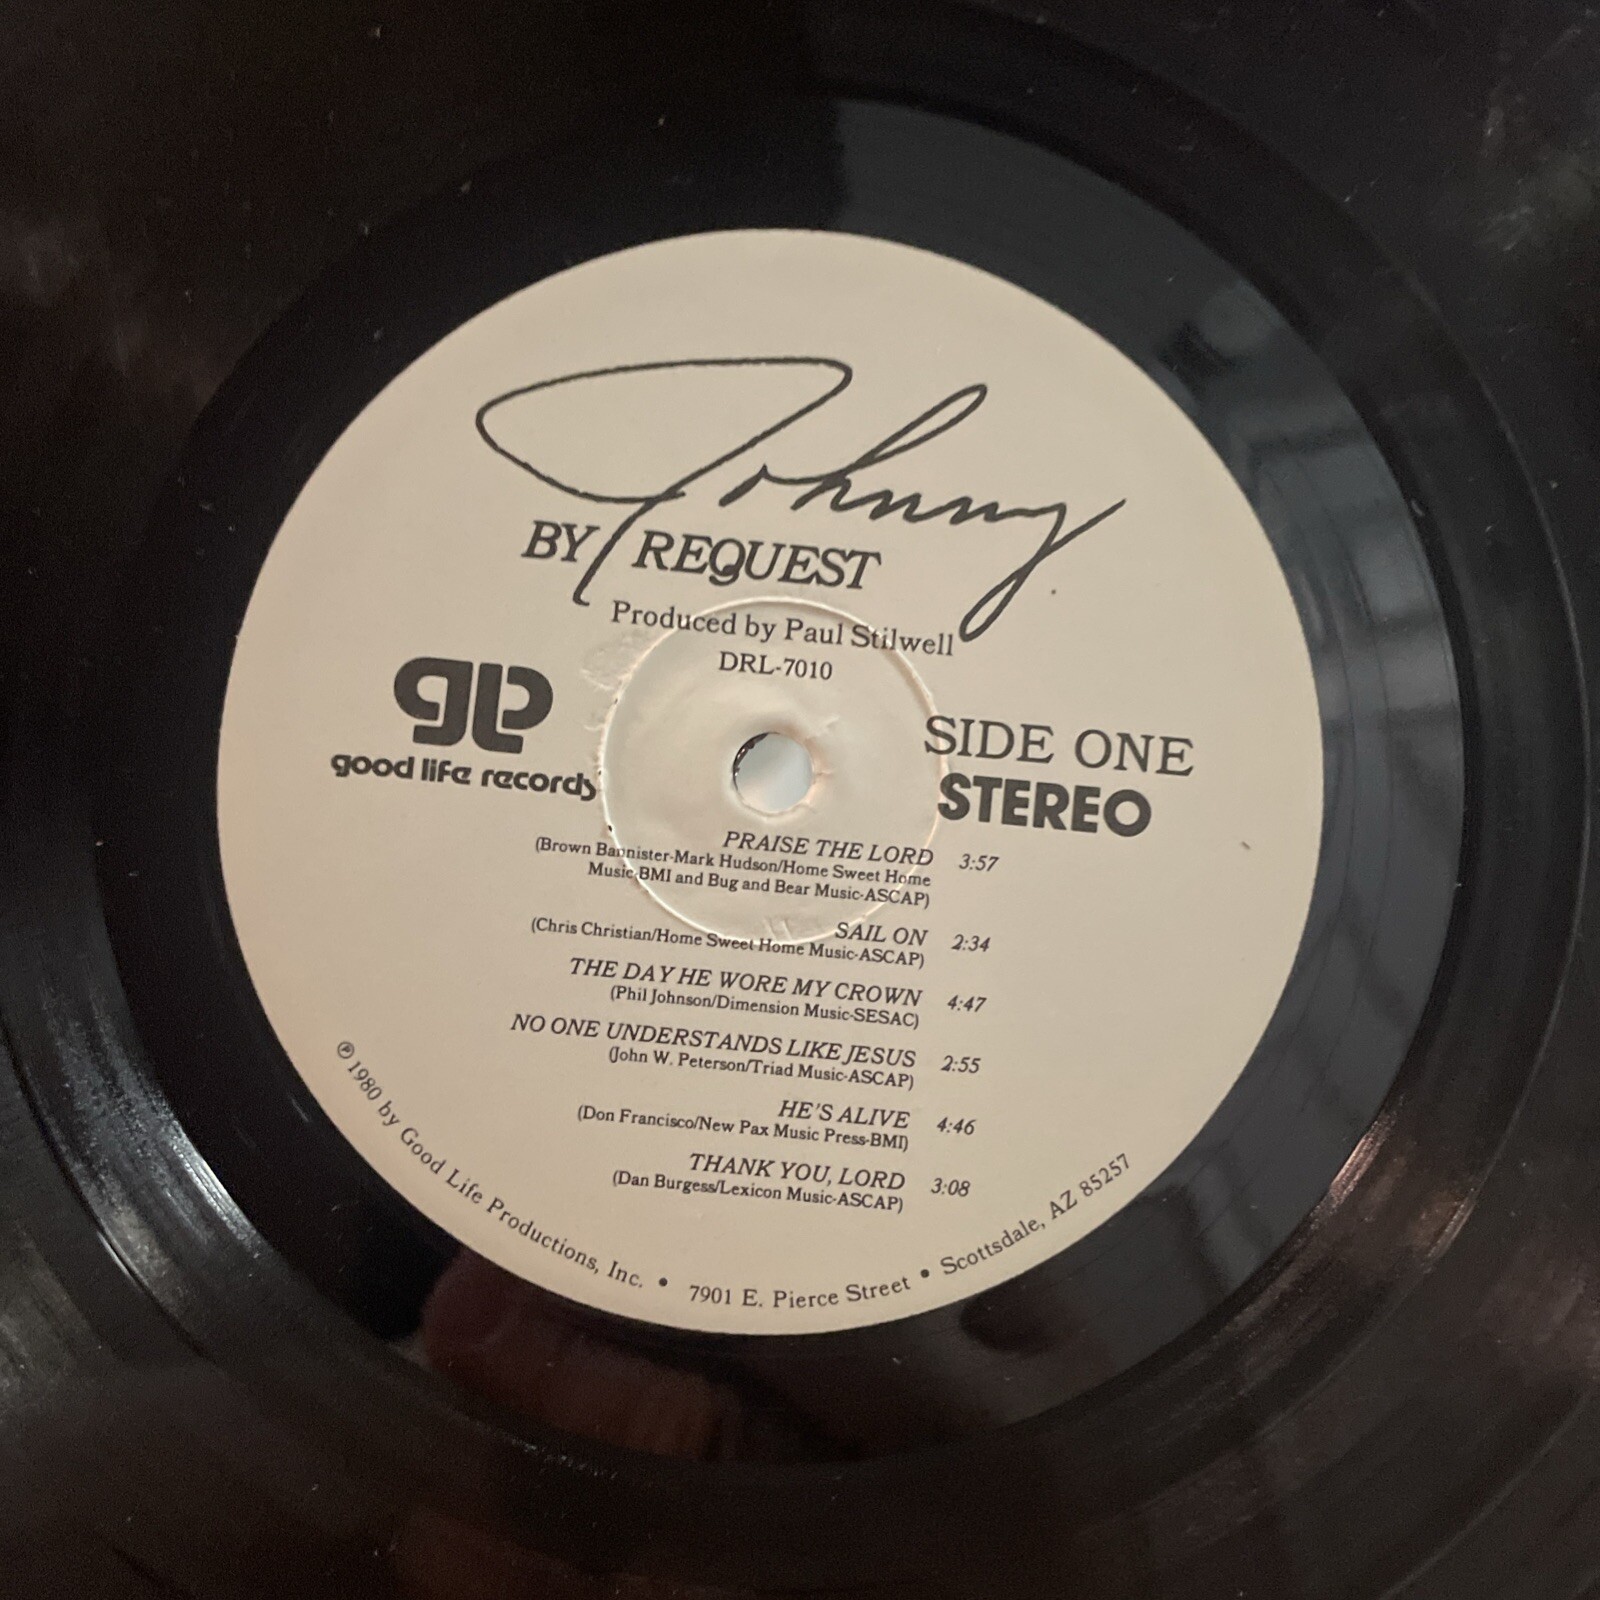 Johnny
BY REQUEST
Produced by Paul Stilwell
DRL-7010
glp
good life records
SIDE ONE
STEREO
PRAISE THE LORD 3:57
(Brown Bannister-Mark Hudson/Home Sweet Home
Music-BMI and Bug and Bear Music-ASCAP)
SAIL ON 2:34
(Chris Christian/Home Sweet Home Music-ASCAP)
THE DAY HE WORE MY CROWN 4:47
(Phil Johnson/Dimension Music-SESAC)
NO ONE UNDERSTANDS LIKE JESUS 2:55
(John W. Peterson/Triad Music-ASCAP)
HE'S ALIVE 4:46
(Don Francisco/New Pax Music Press-BMI)
THANK YOU, LORD 3:08
(Dan Burgess/Lexicon Music-ASCAP)
℗ 1980 by Good Life Productions, Inc. • 7901 E. Pierce Street • Scottsdale, AZ 85257